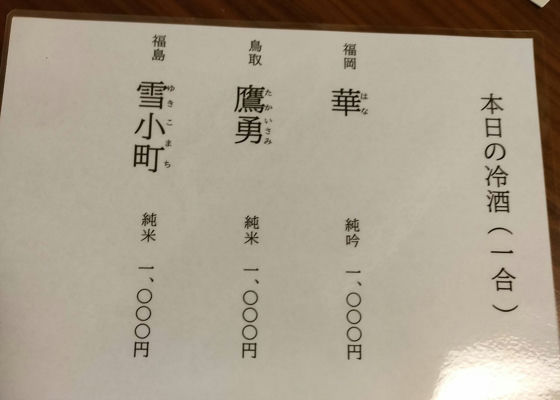 本日の冷酒（一合）
福岡 華 はな 純吟 一、〇〇〇円
鳥取 鷹勇 たかいさみ 純米 一、〇〇〇円
福島 雪小町 ゆきこまち 純米 一、〇〇〇円